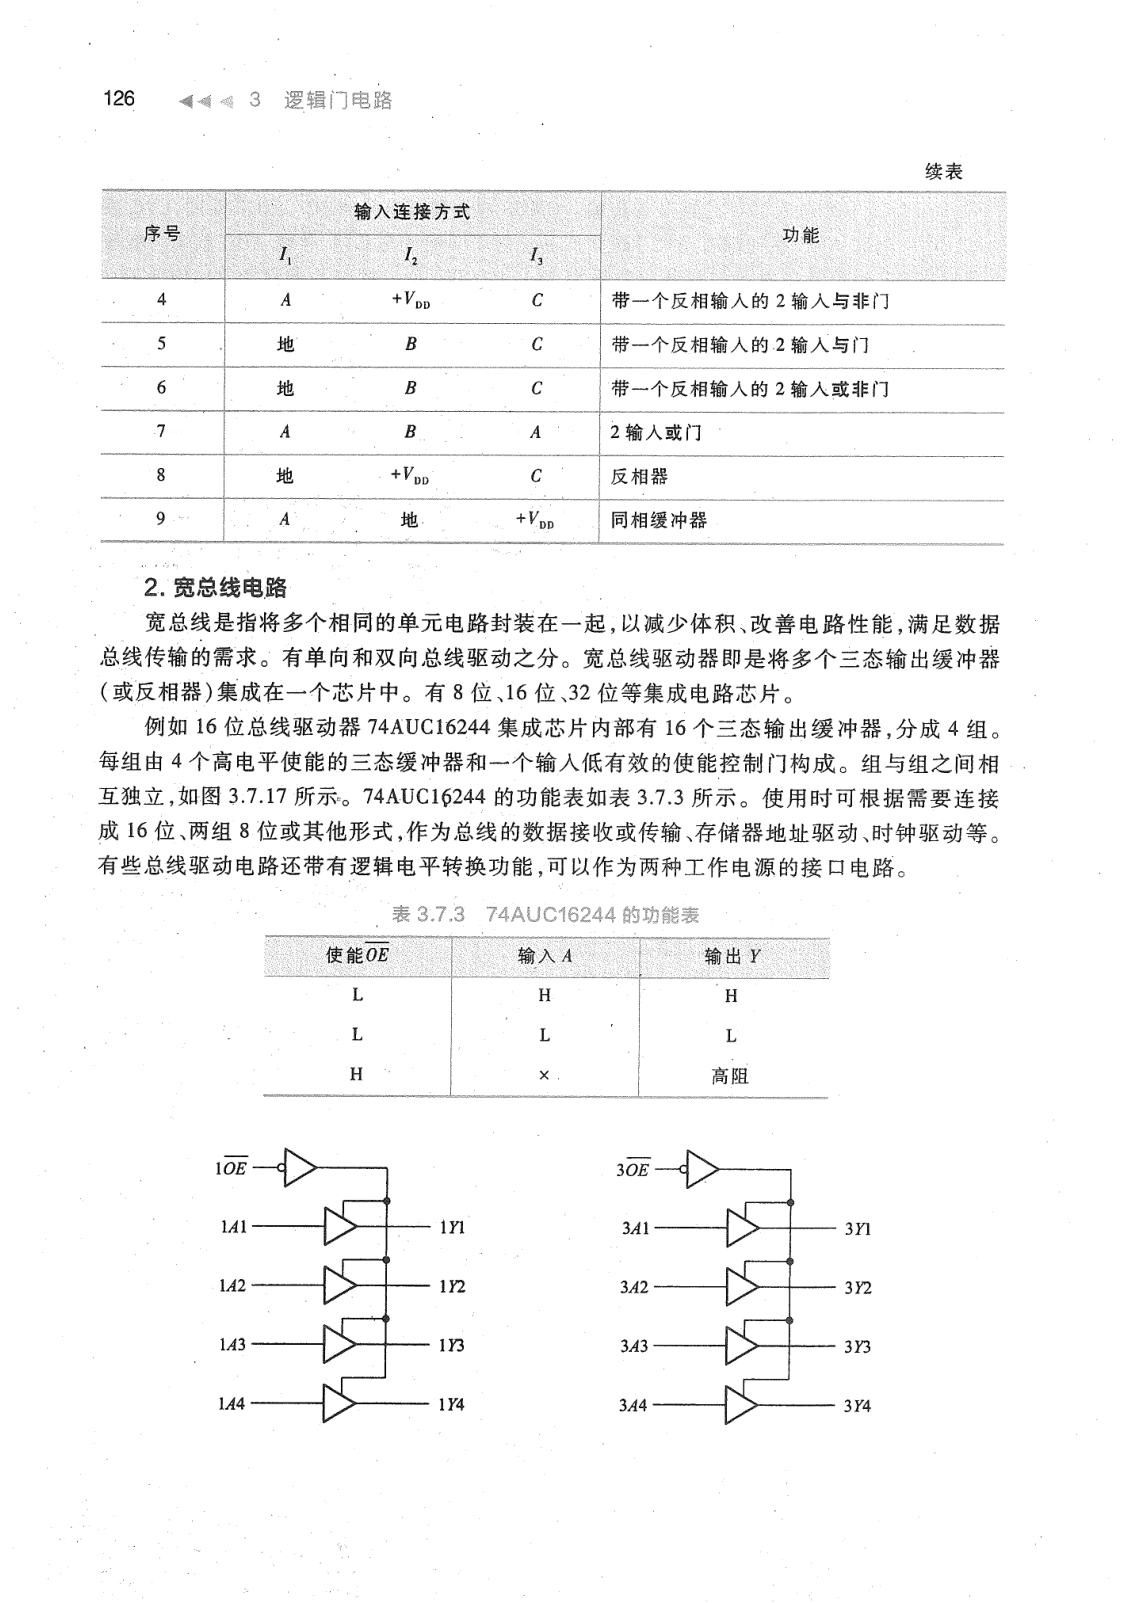 126 3 逻辑门电路
续表
序号 输入连接方式 功能
I1 I2 I3
4 A +VDD C 带一个反相输入的 2 输入与非门
5 地 B C 带一个反相输入的 2 输入与门
6 地 B C 带一个反相输入的 2 输入或非门
7 A B A 2 输入或门
8 地 +VDD C 反相器
9 A 地 +VDD 同相缓冲器
2. 宽总线电路
宽总线是指将多个相同的单元电路封装在一起,以减少体积、改善电路性能,满足数据
总线传输的需求。有单向和双向总线驱动之分。宽总线驱动器即是将多个三态输出缓冲器
(或反相器)集成在一个芯片中。有 8 位、16 位、32 位等集成电路芯片。
例如 16 位总线驱动器 74AUC16244 集成芯片内部有 16 个三态输出缓冲器,分成 4 组。
每组由 4 个高电平使能的三态缓冲器和一个输入低有效的使能控制门构成。组与组之间相
互独立,如图 3.7.17 所示。74AUC16244 的功能表如表 3.7.3 所示。使用时可根据需要连接
成 16 位、两组 8 位或其他形式,作为总线的数据接收或传输、存储器地址驱动、时钟驱动等。
有些总线驱动电路还带有逻辑电平转换功能,可以作为两种工作电源的接口电路。
表 3.7.3 74AUC16244 的功能表
使能O̅E̅ 输入 A 输出 Y
L H H
L L L
H × 高阻
1O̅E̅ 3O̅E̅
1A1 1Y1 3A1 3Y1
1A2 1Y2 3A2 3Y2
1A3 1Y3 3A3 3Y3
1A4 1Y4 3A4 3Y4